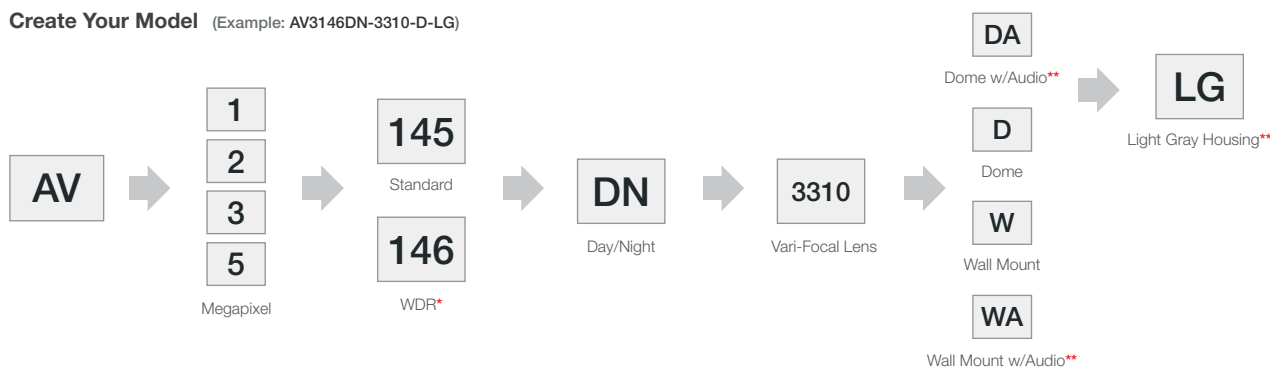 Create Your Model (Example: AV3146DN-3310-D-LG)
AV
1
2
3
5
Megapixel
145
Standard
146
WDR*
DN
Day/Night
3310
Vari-Focal Lens
DA
Dome w/Audio**
D
Dome
W
Wall Mount
WA
Wall Mount w/Audio**
LG
Light Gray Housing**